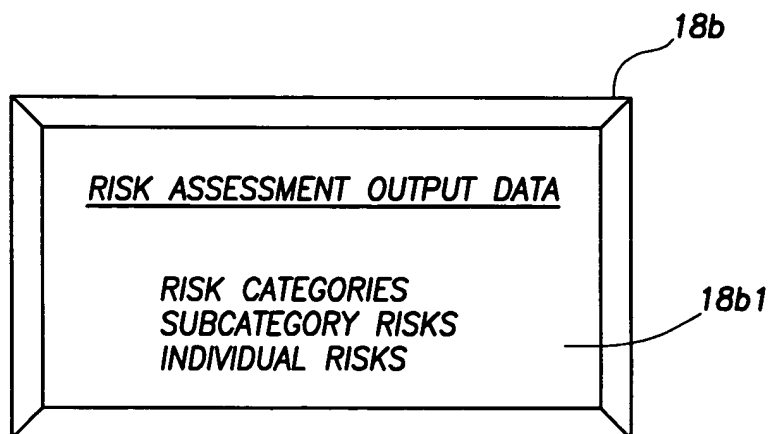 18b
RISK ASSESSMENT OUTPUT DATA
RISK CATEGORIES
SUBCATEGORY RISKS
INDIVIDUAL RISKS
18b1